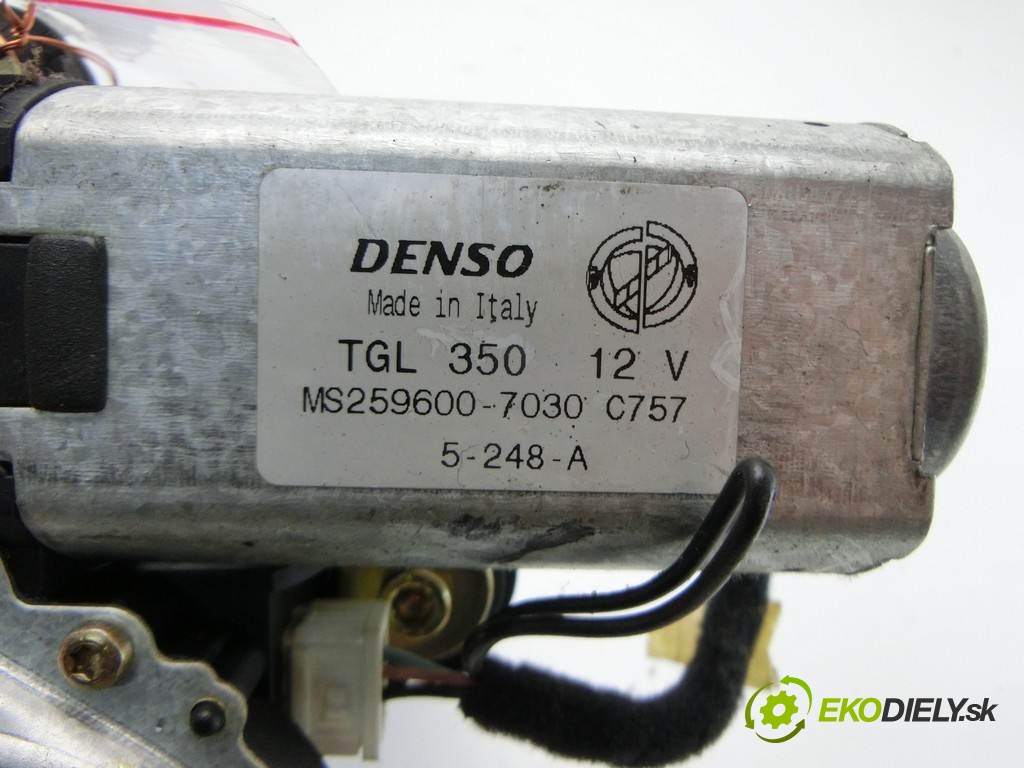 DENSO
Made in Italy
TGL 350 12 V
MS259600-7030 C757
5-248-A
EKODIELY.sk